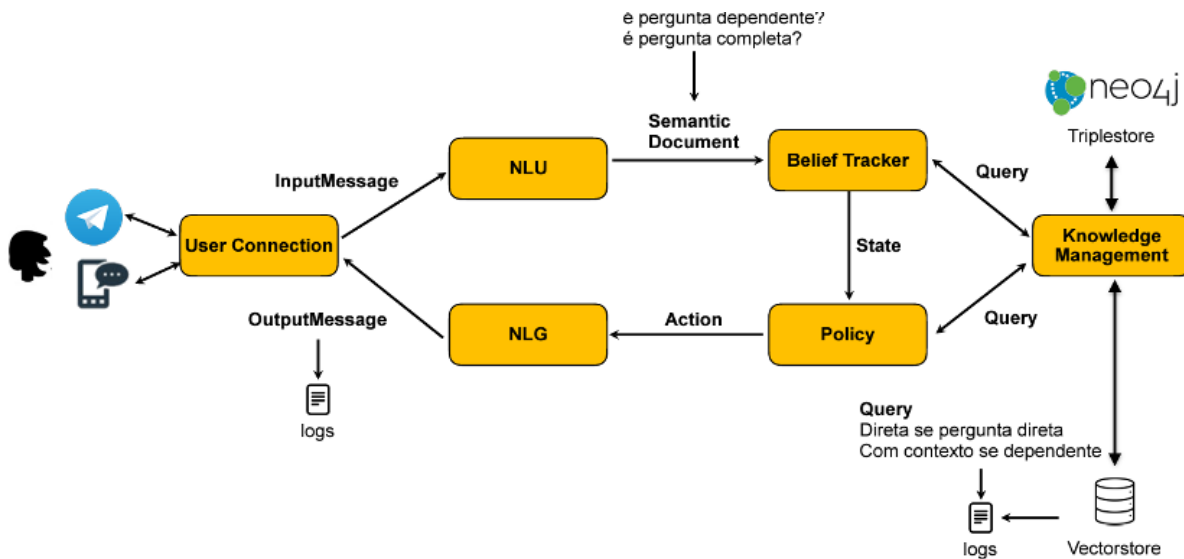 é pergunta dependente?
é pergunta completa?
neo4j
Triplestore
Semantic
Document
NLU
Belief Tracker
Query
InputMessage
User Connection
State
Knowledge
Management
OutputMessage
NLG
Action
Policy
Query
logs
Query
Direta se pergunta direta
Com contexto se dependente
logs
Vectorstore